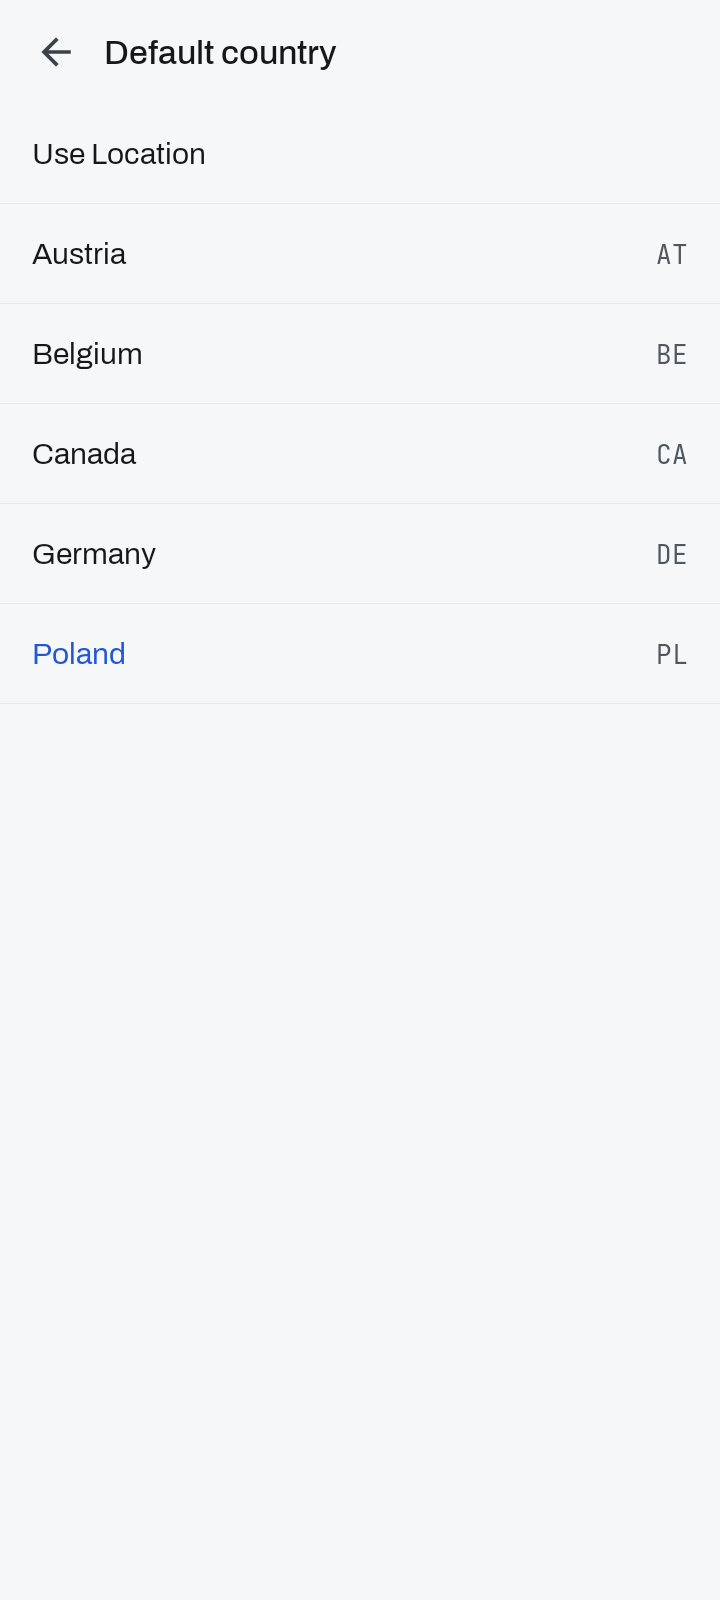 Default country
Use Location
Austria AT
Belgium BE
Canada CA
Germany DE
Poland PL